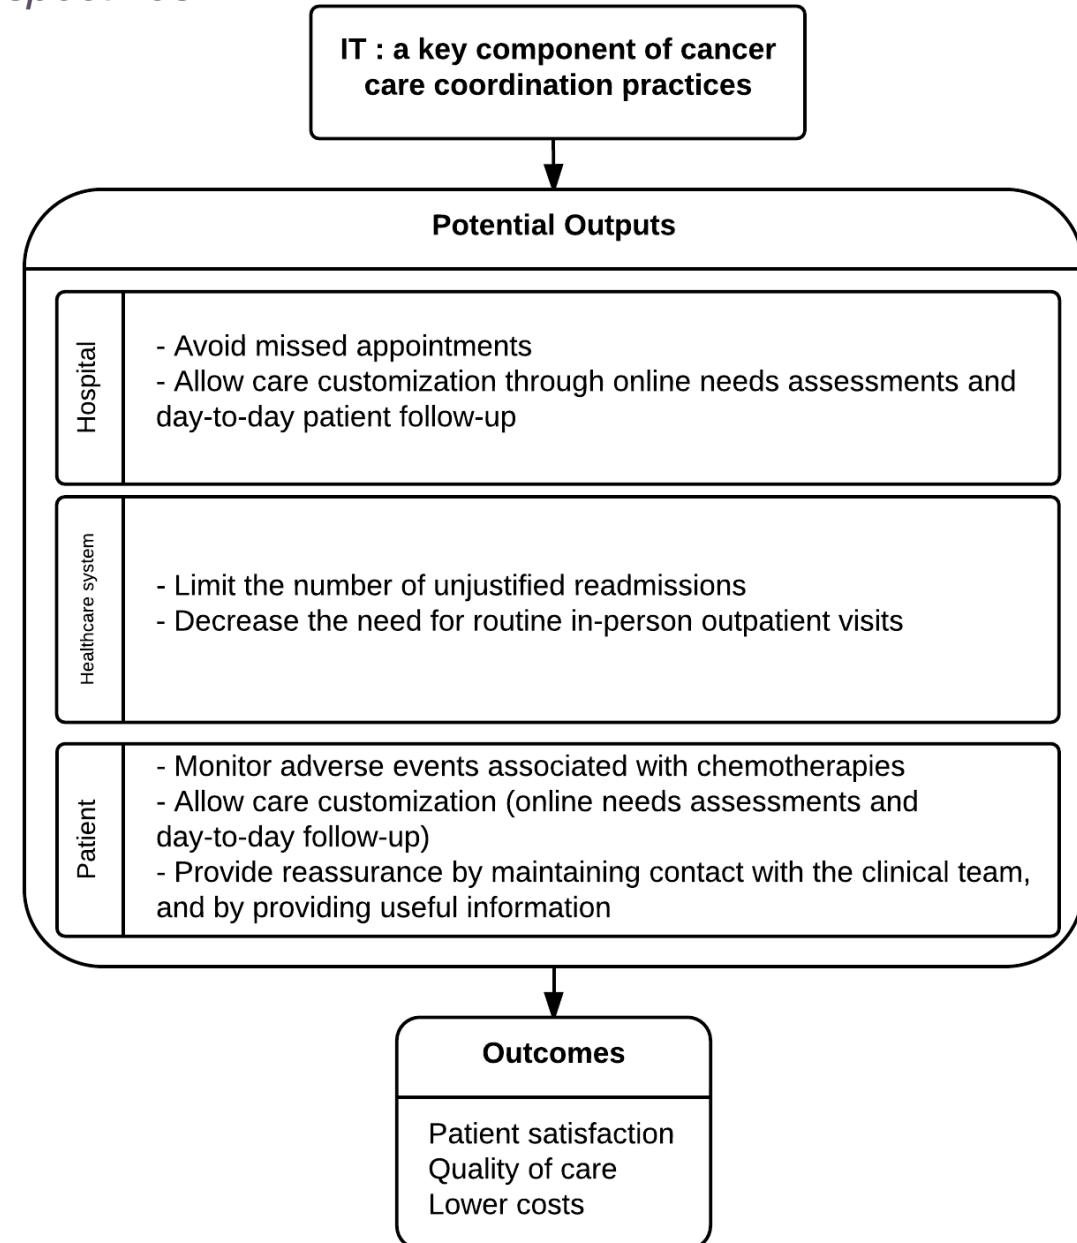 IT : a key component of cancer
care coordination practices
Potential Outputs
Hospital
- Avoid missed appointments
- Allow care customization through online needs assessments and
day-to-day patient follow-up
Healthcare system
- Limit the number of unjustified readmissions
- Decrease the need for routine in-person outpatient visits
Patient
- Monitor adverse events associated with chemotherapies
- Allow care customization (online needs assessments and
day-to-day follow-up)
- Provide reassurance by maintaining contact with the clinical team,
and by providing useful information
Outcomes
Patient satisfaction
Quality of care
Lower costs